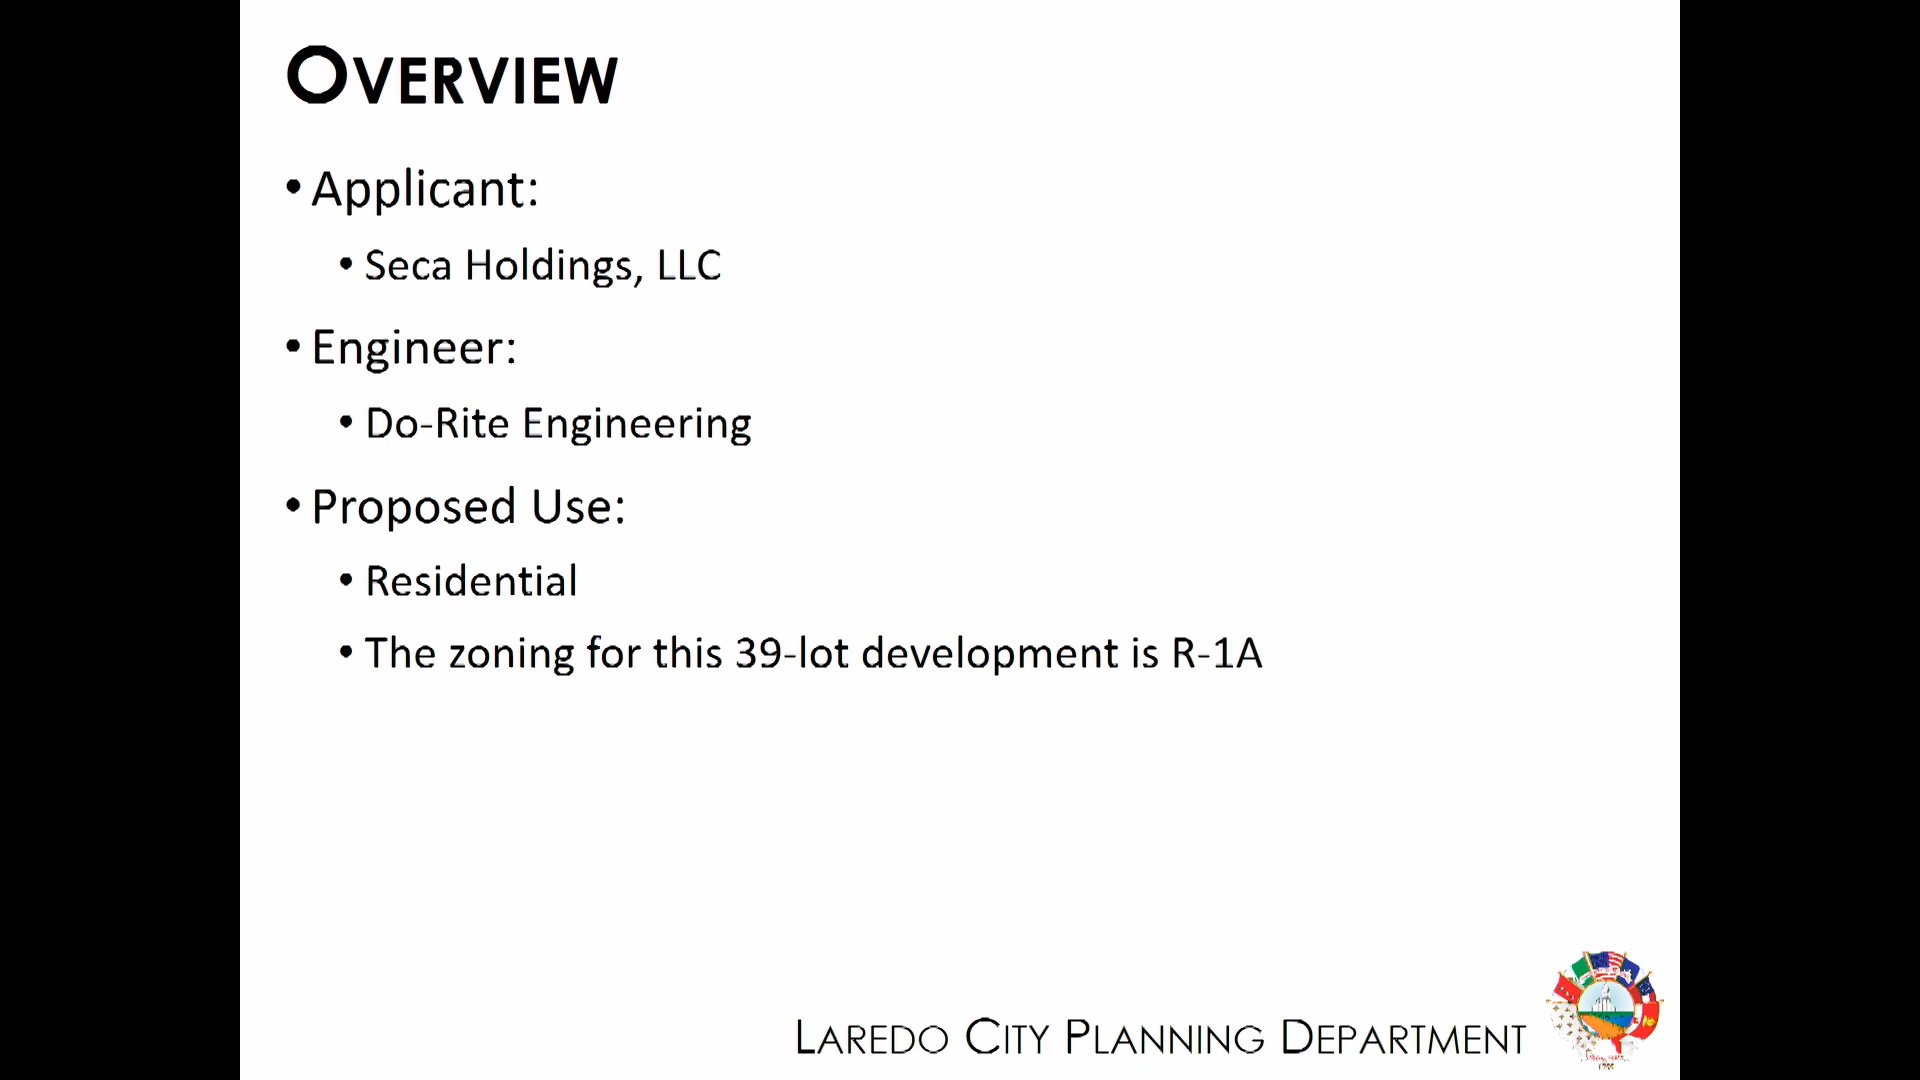 OVERVIEW
• Applicant:
• Seca Holdings, LLC
• Engineer:
• Do-Rite Engineering
• Proposed Use:
• Residential
• The zoning for this 39-lot development is R-1A
LAREDO CITY PLANNING DEPARTMENT